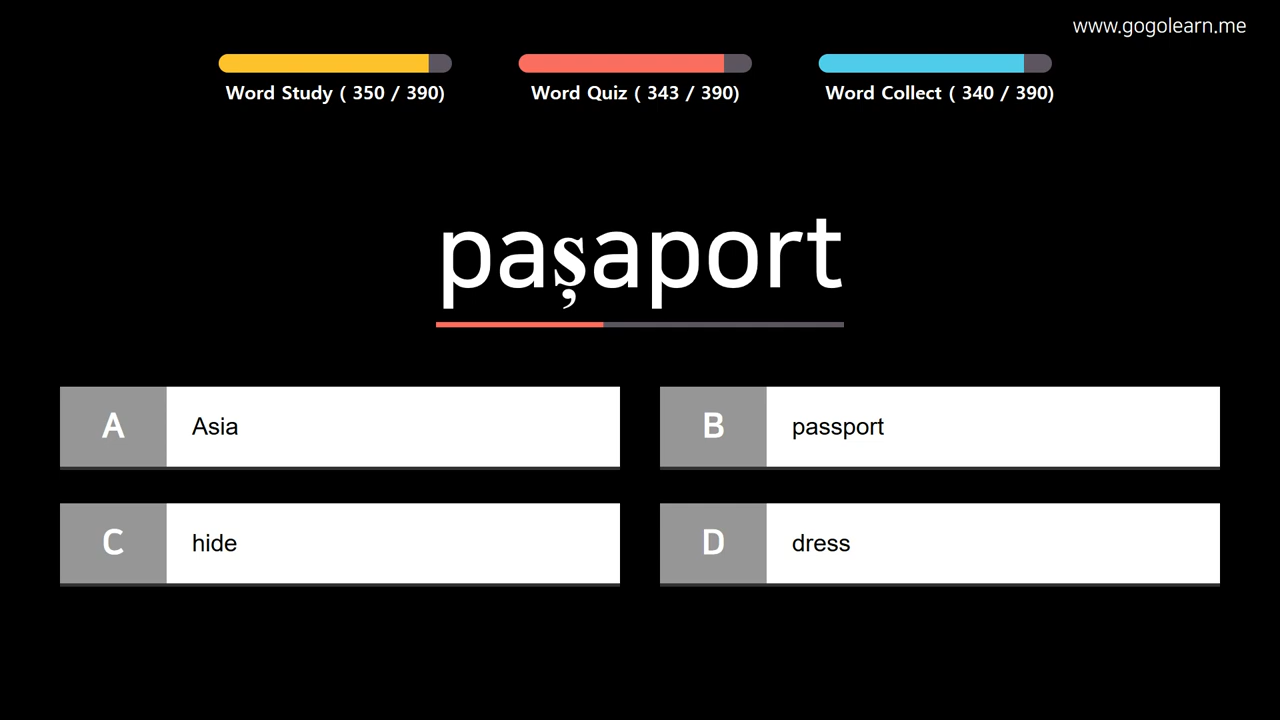 www.gogolearn.me
Word Study ( 350 / 390)
Word Quiz ( 343 / 390)
Word Collect ( 340 / 390)
pașaport
A Asia
B passport
C hide
D dress